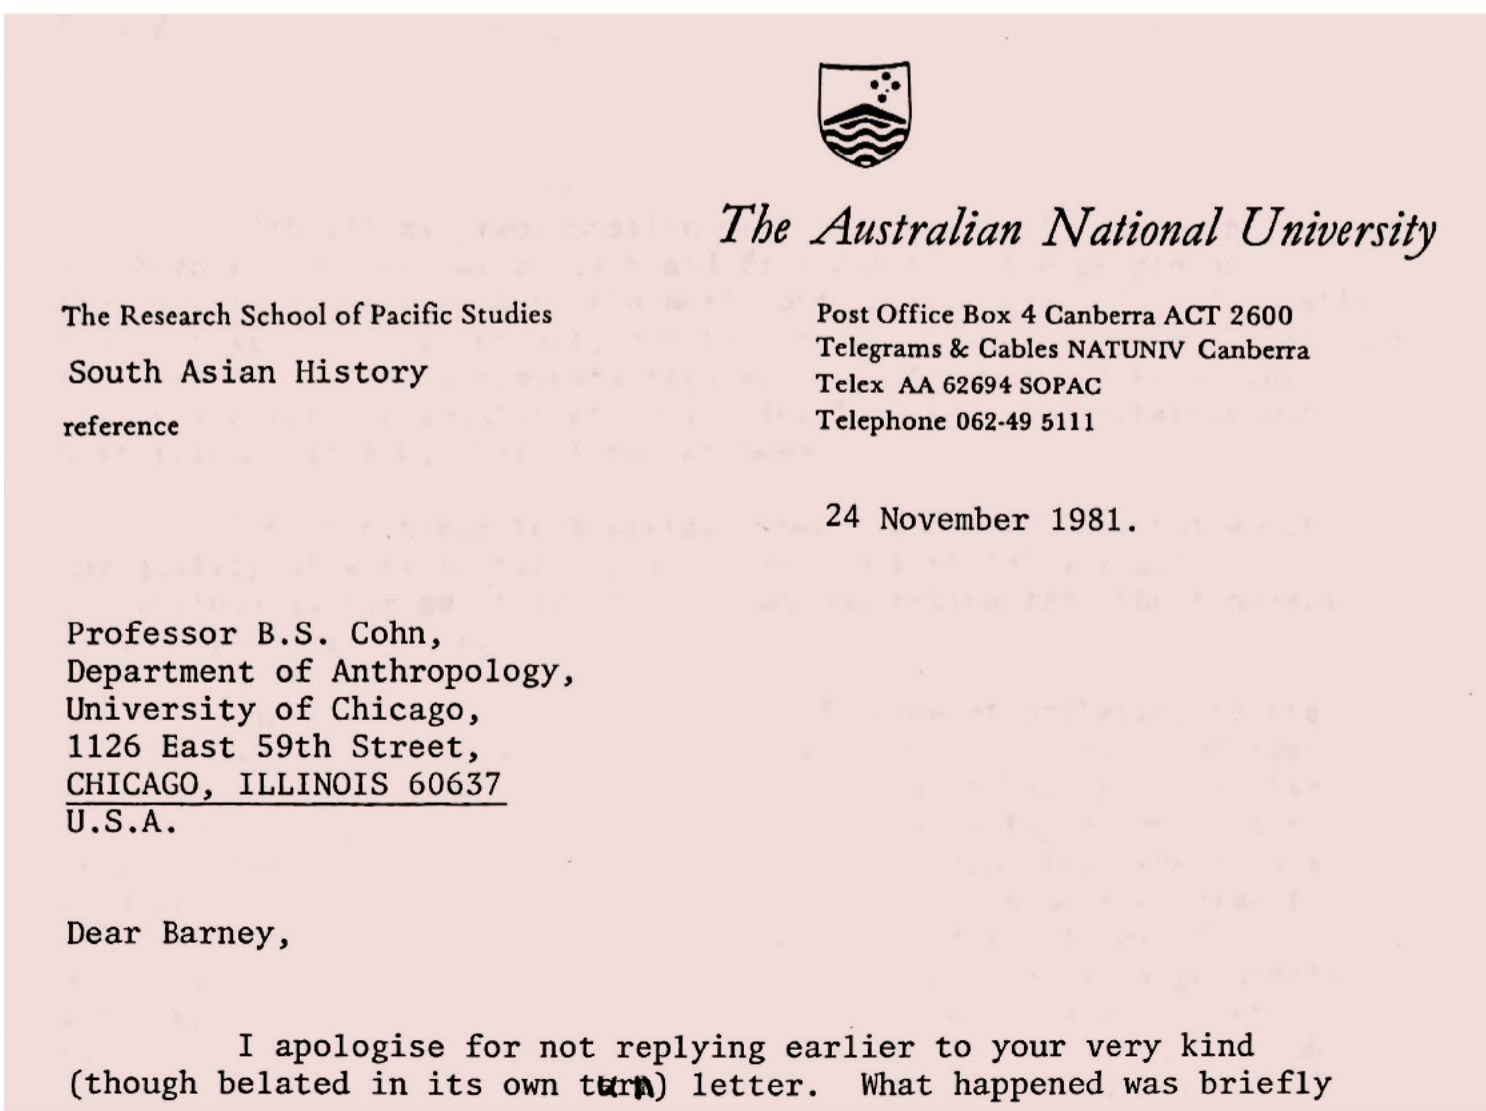 The Australian National University
The Research School of Pacific Studies
South Asian History
reference
Post Office Box 4 Canberra ACT 2600
Telegrams & Cables NATUNIV Canberra
Telex AA 62694 SOPAC
Telephone 062-49 5111
24 November 1981.
Professor B.S. Cohn,
Department of Anthropology,
University of Chicago,
1126 East 59th Street,
CHICAGO, ILLINOIS 60637
U.S.A.
Dear Barney,
I apologise for not replying earlier to your very kind
(though belated in its own turn) letter. What happened was briefly